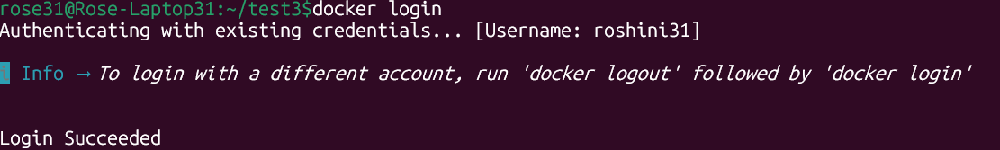 rose31@Rose-Laptop31:~/test3$docker login
Authenticating with existing credentials... [Username: roshini31]
i Info → To login with a different account, run 'docker logout' followed by 'docker login'
Login Succeeded